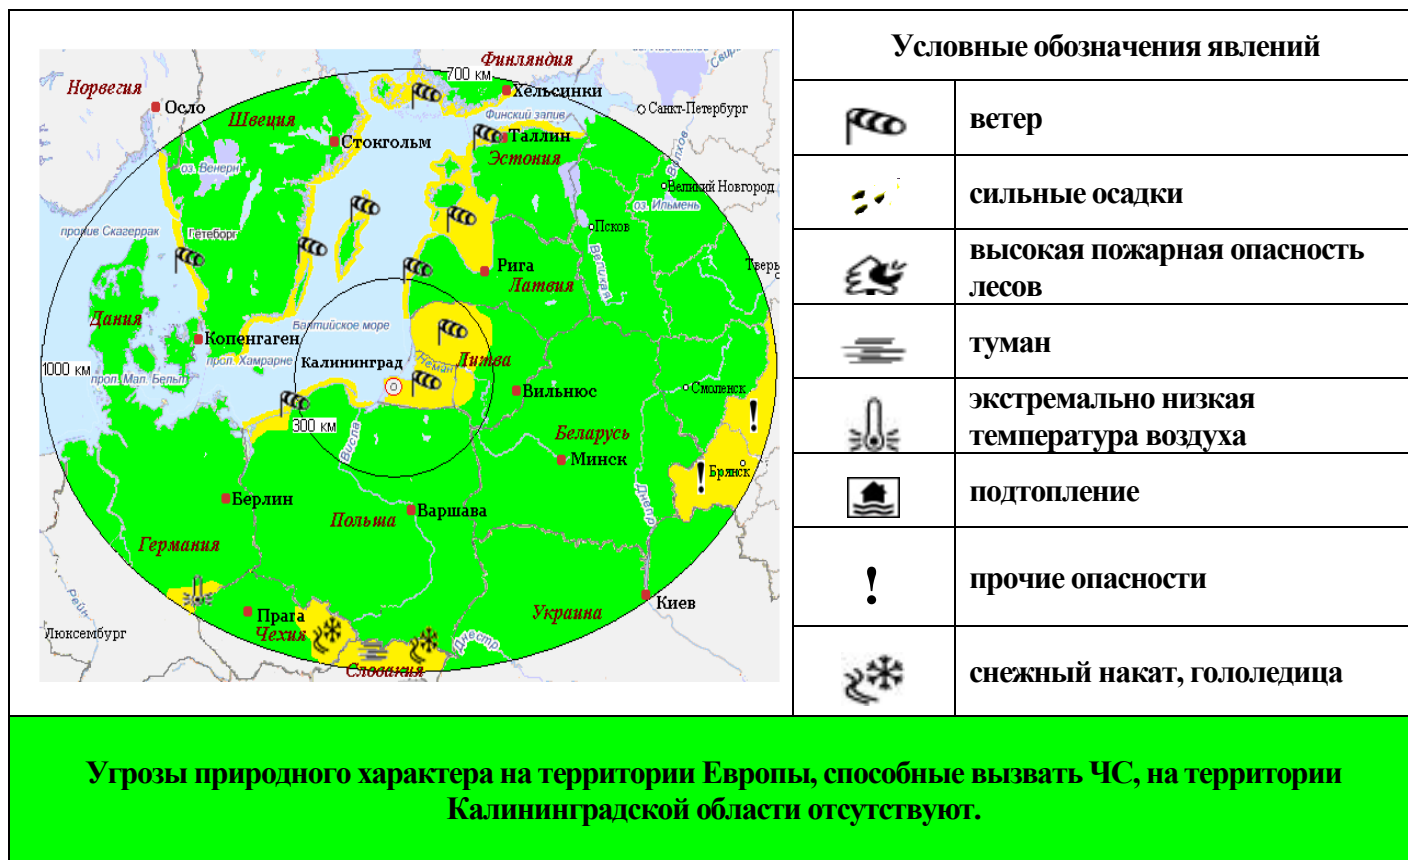 Условные обозначения явлений
ветер
сильные осадки
высокая пожарная опасность
лесов
туман
экстремально низкая
температура воздуха
подтопление
!
прочие опасности
снежный накат, гололедица
Финляндия
700 км
Норвегия
Хельсинки
Осло
Санкт-Петербург
Швеция
Финский залив
Стокгольм
Таллин
Волхов
Эстония
оз. Венерн
Великий Новгород
оз. Ильмень
Псков
пролив Скагеррак
Гетеборг
Великая
Рига
Тверь
Латвия
Дания
Балтийское море
Копенгаген
прол. Хамрарне
Калининград
Неман
Литва
1000 км
прол. Мал. Бельт
Смоленск
Вильнюс
300 км
Висла
Беларусь
!
Минск
Брянск
!
Берлин
Днепр
Польша
Варшава
Германия
Рейн
Киев
Прага
Украина
Люксембург
Чехия
Днестр
Словакия
Угрозы природного характера на территории Европы, способные вызвать ЧС, на территории
Калининградской области отсутствуют.